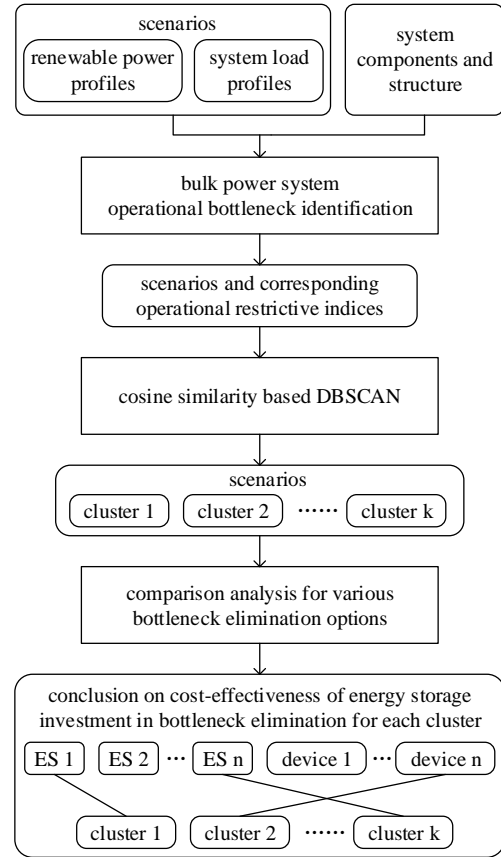 scenarios
renewable power profiles
system load profiles
system components and structure
bulk power system
operational bottleneck identification
scenarios and corresponding
operational restrictive indices
cosine similarity based DBSCAN
scenarios
cluster 1 cluster 2 ...... cluster k
comparison analysis for various
bottleneck elimination options
conclusion on cost-effectiveness of energy storage
investment in bottleneck elimination for each cluster
ES 1 ES 2 ... ES n device 1 ... device n
cluster 1 cluster 2 ...... cluster k